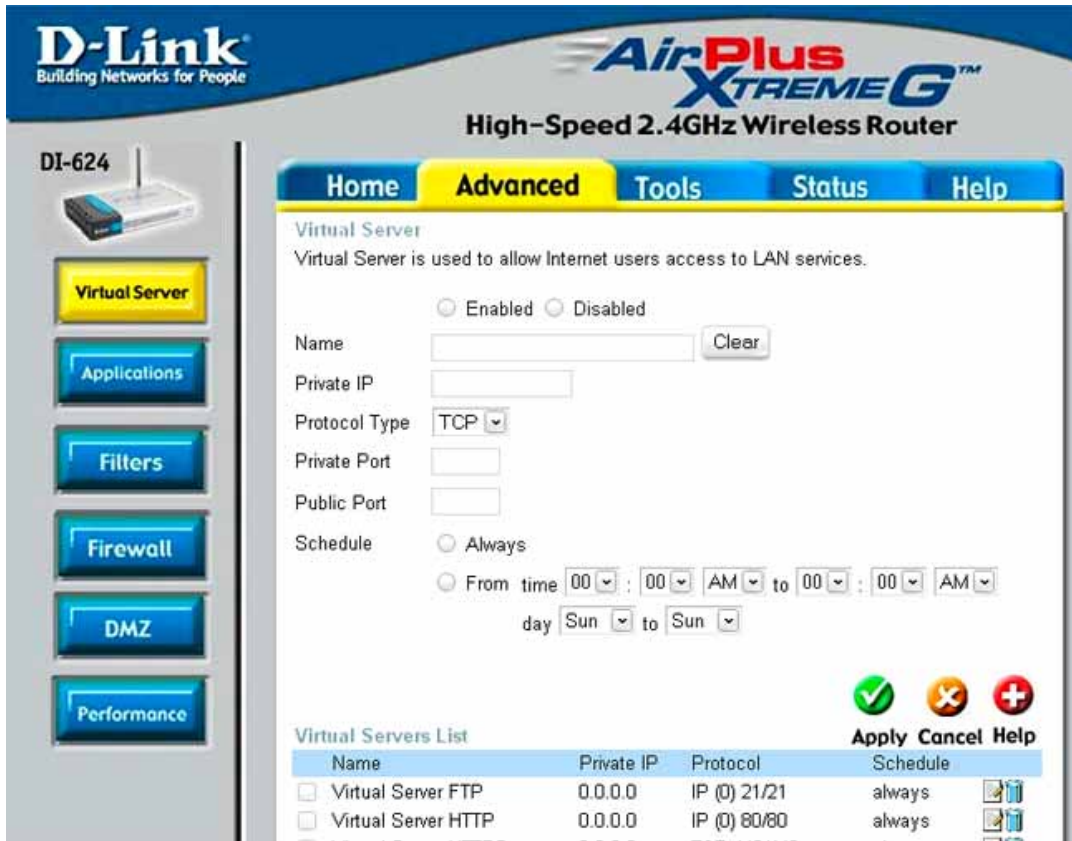 D-Link
Building Networks for People
AirPlus
XTREME G™
High-Speed 2.4GHz Wireless Router
DI-624
Home Advanced Tools Status Help
Virtual Server
Applications
Filters
Firewall
DMZ
Performance
Virtual Server
Virtual Server is used to allow Internet users access to LAN services.
Enabled Disabled
Name Clear
Private IP
Protocol Type TCP
Private Port
Public Port
Schedule Always
From time 00 : 00 AM to 00 : 00 AM
day Sun to Sun
Apply Cancel Help
Virtual Servers List
Name Private IP Protocol Schedule
Virtual Server FTP 0.0.0.0 IP (0) 21/21 always
Virtual Server HTTP 0.0.0.0 IP (0) 80/80 always